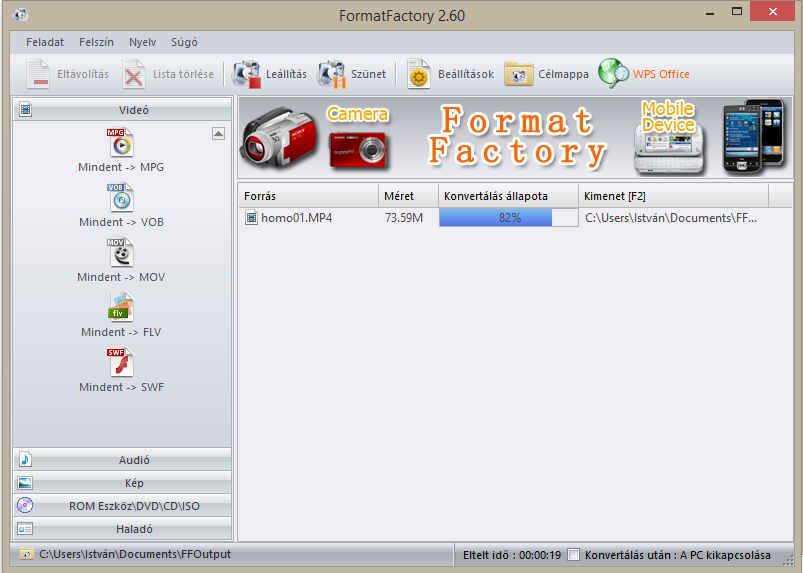 FormatFactory 2.60
Feladat Felszín Nyelv Súgó
Eltávolítás Lista törlése Leállítás Szünet Beállítások Célmappa WPS Office
Videó
MPG
Mindent -> MPG
VOB
Mindent -> VOB
MOV
Mindent -> MOV
flv
Mindent -> FLV
SWF
Mindent -> SWF
Audió
Kép
ROM Eszköz\DVD\CD\ISO
Haladó
Camera
Format
Factory
Mobile
Device
Forrás Méret Konvertálás állapota Kimenet [F2]
homo01.MP4 73.59M 82% C:\Users\István\Documents\FF...
C:\Users\István\Documents\FFOutput
Eltelt idő : 00:00:19 Konvertálás után : A PC kikapcsolása